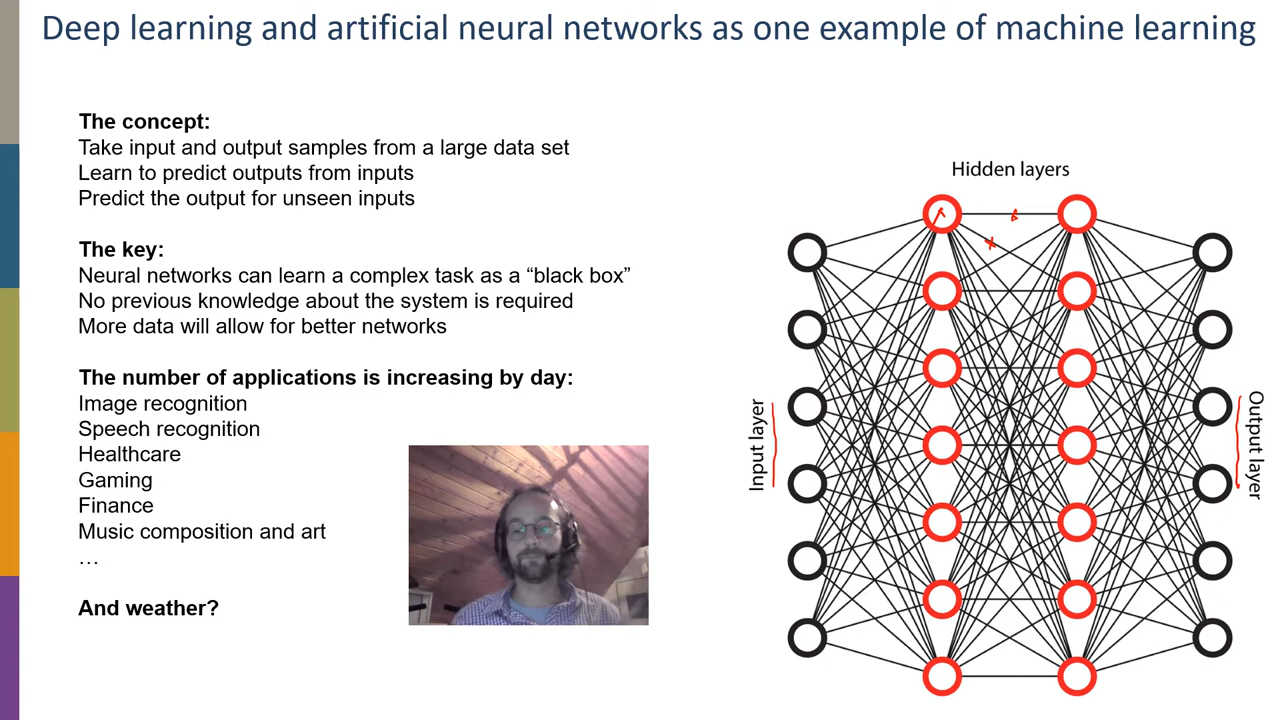 Deep learning and artificial neural networks as one example of machine learning
The concept:
Take input and output samples from a large data set
Learn to predict outputs from inputs
Predict the output for unseen inputs
The key:
Neural networks can learn a complex task as a “black box”
No previous knowledge about the system is required
More data will allow for better networks
The number of applications is increasing by day:
Image recognition
Speech recognition
Healthcare
Gaming
Finance
Music composition and art
…
And weather?
Hidden layers
Input layer
Output layer